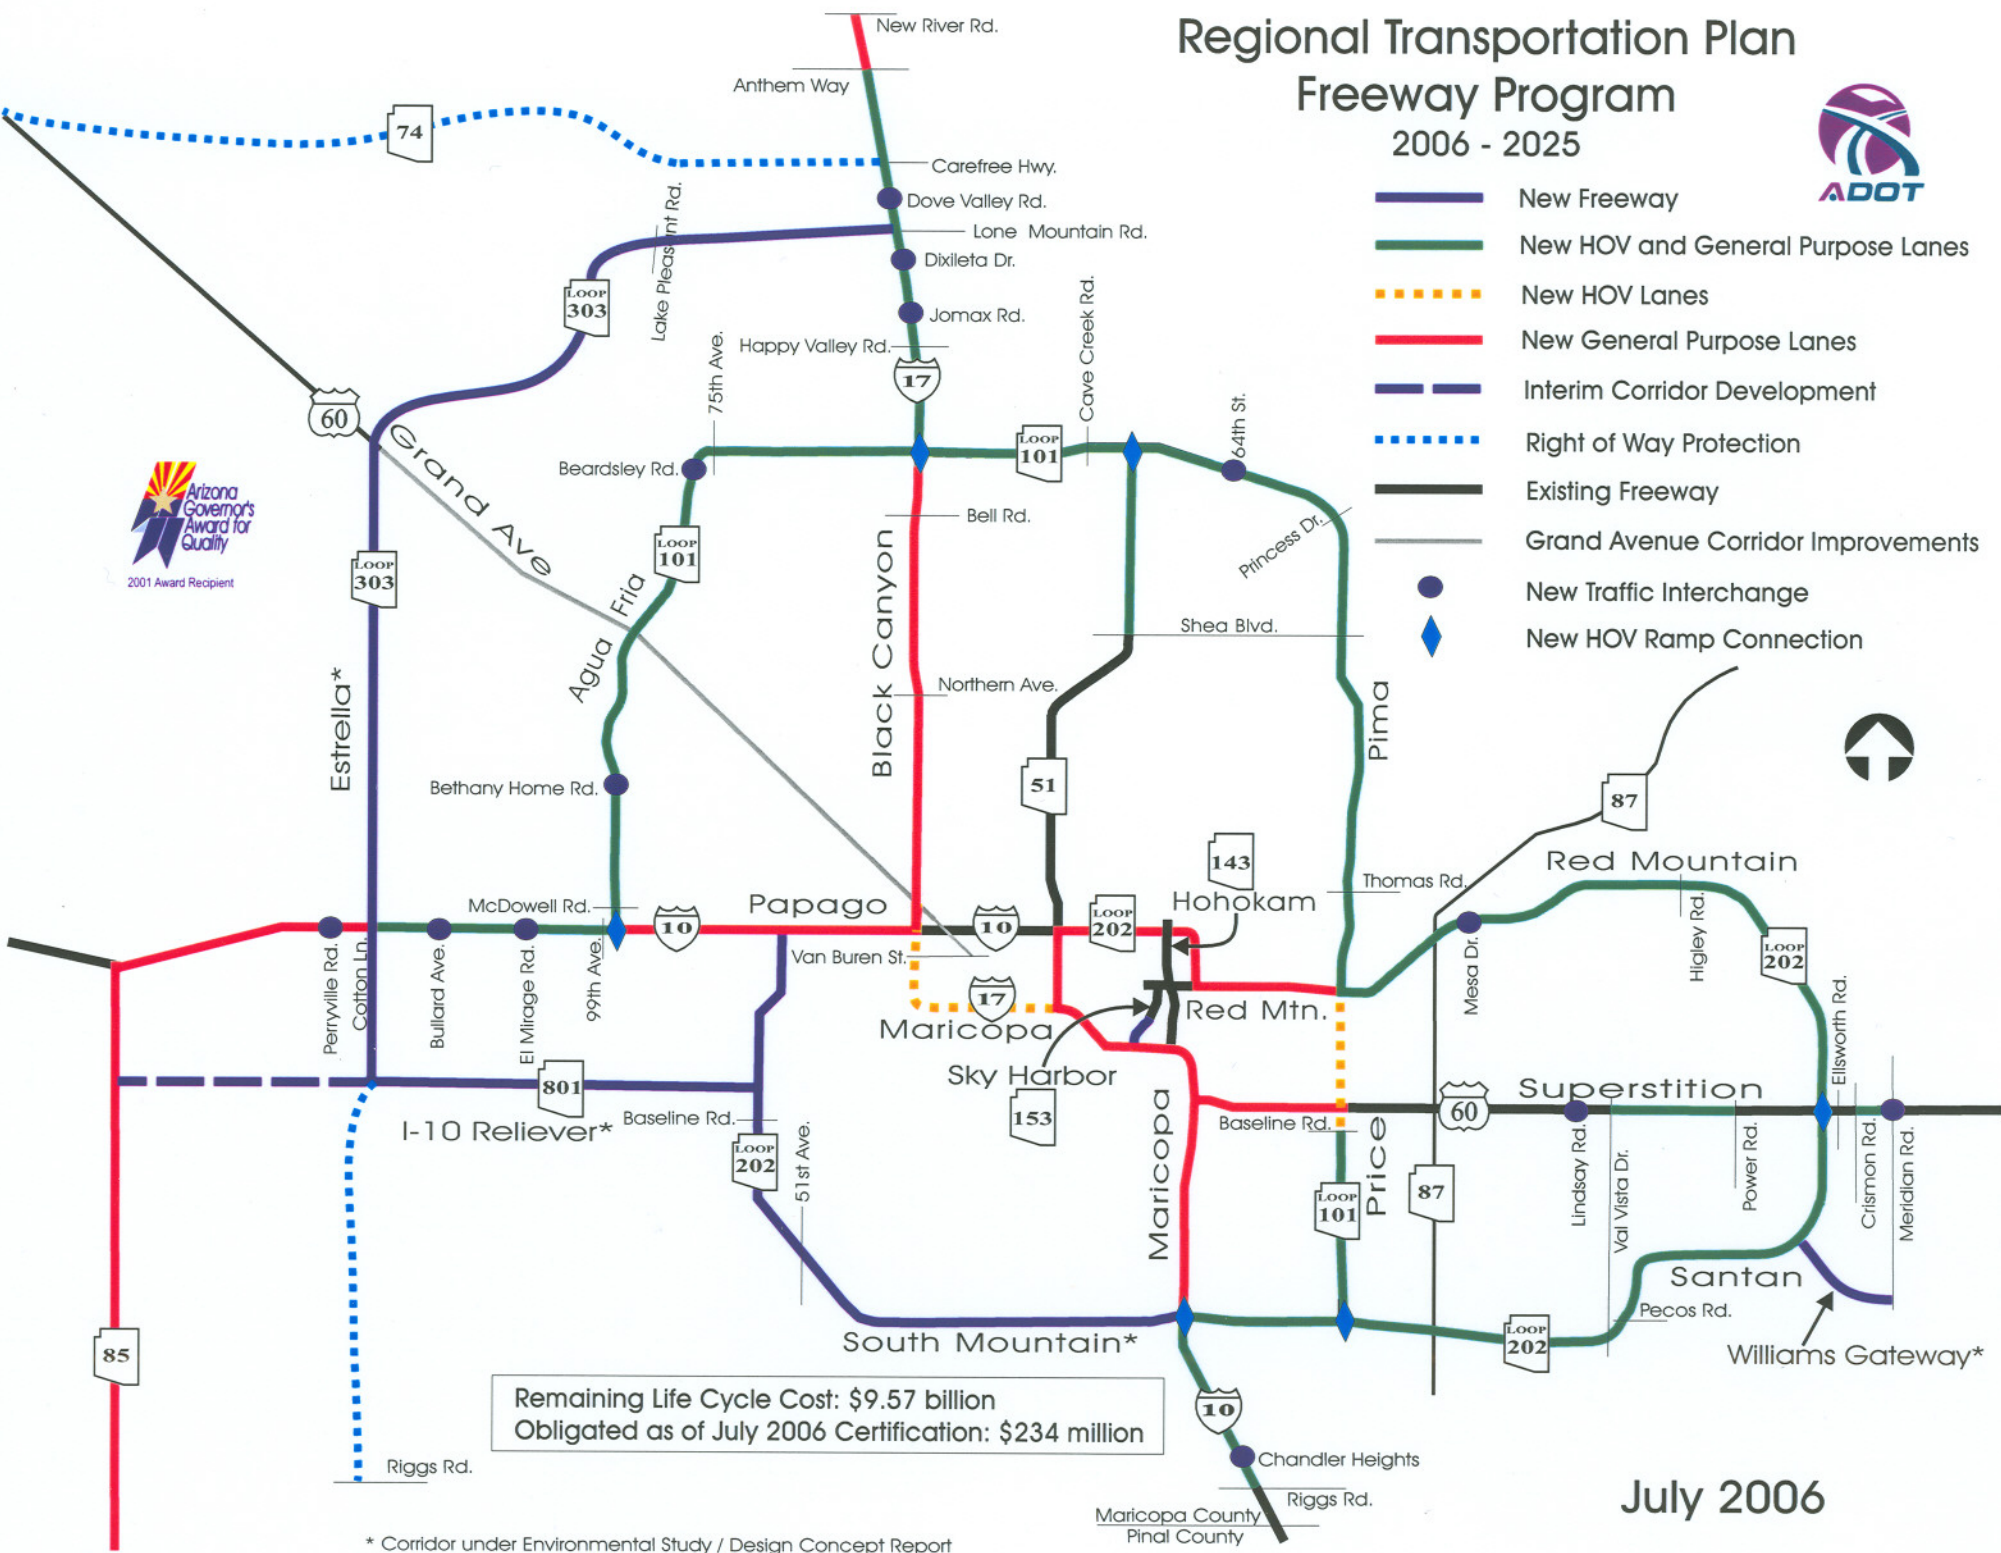 Regional Transportation Plan
Freeway Program
2006 - 2025
ADOT
New Freeway
New HOV and General Purpose Lanes
New HOV Lanes
New General Purpose Lanes
Interim Corridor Development
Right of Way Protection
Existing Freeway
Grand Avenue Corridor Improvements
New Traffic Interchange
New HOV Ramp Connection
New River Rd.
Anthem Way
74
Carefree Hwy.
Dove Valley Rd.
Lone Mountain Rd.
Lake Pleasant Rd.
Dixileta Dr.
LOOP
303
Jomax Rd.
Happy Valley Rd.
17
75th Ave.
Cave Creek Rd.
60
Grand Ave
LOOP
101
64th St.
Beardsley Rd.
Arizona
Governor's
Award for
Quality
2001 Award Recipient
Bell Rd.
Princess Dr.
LOOP
101
LOOP
303
Agua Fria
Black Canyon
Shea Blvd.
Northern Ave.
Estrella*
Pima
51
87
Bethany Home Rd.
143
Hohokam
Thomas Rd.
Red Mountain
Higley Rd.
McDowell Rd.
Papago
10
10
LOOP
202
Mesa Dr.
LOOP
202
Van Buren St.
Perryville Rd.
Cotton Ln.
Bullard Ave.
El Mirage Rd.
99th Ave.
17
Maricopa
Red Mtn.
Ellsworth Rd.
Sky Harbor
153
801
I-10 Reliever*
Baseline Rd.
LOOP
202
51st Ave.
Maricopa
Baseline Rd.
Price
60
Superstition
Lindsay Rd.
Val Vista Dr.
Power Rd.
Crismon Rd.
Meridian Rd.
LOOP
101
87
Santan
Pecos Rd.
LOOP
202
Williams Gateway*
85
South Mountain*
Remaining Life Cycle Cost: $9.57 billion
Obligated as of July 2006 Certification: $234 million
10
Chandler Heights
Riggs Rd.
Riggs Rd.
Maricopa County
Pinal County
July 2006
* Corridor under Environmental Study / Design Concept Report